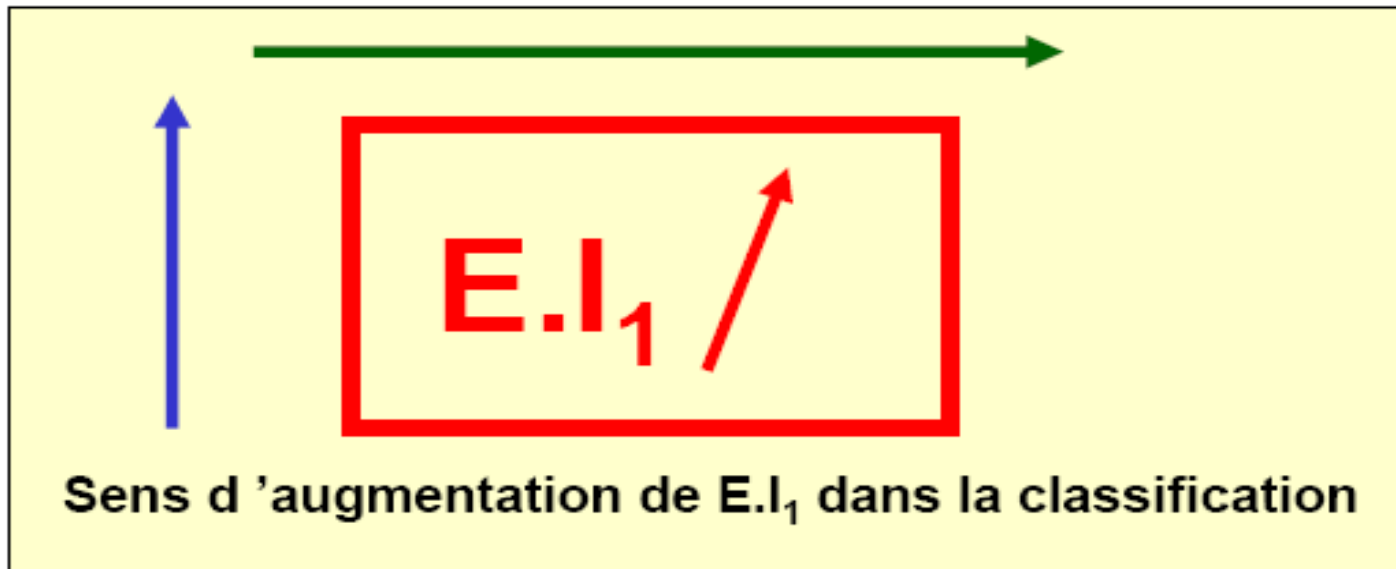 E.I₁
Sens d ’augmentation de E.I₁ dans la classification